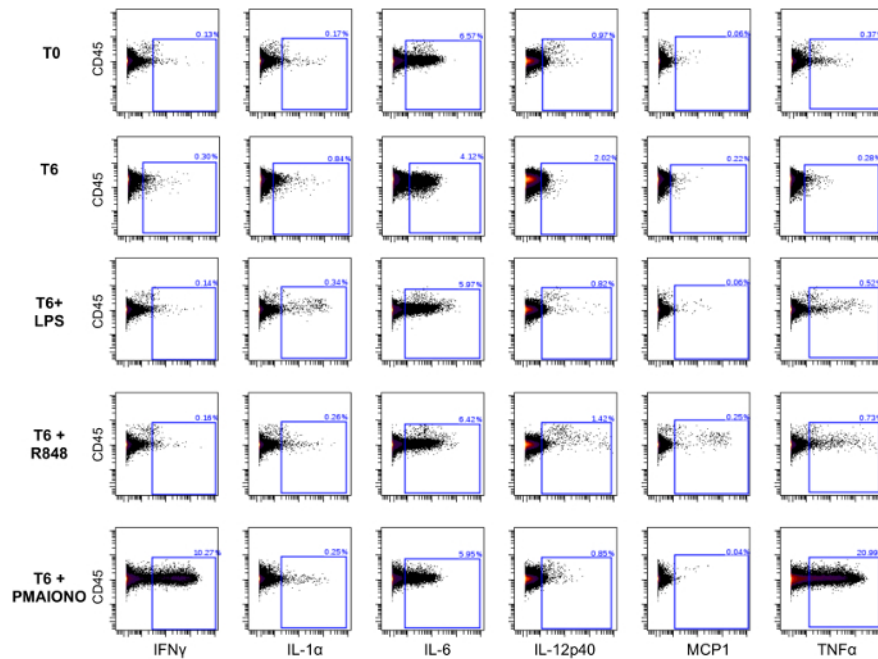 0.13% 0.17% 6.57% 0.97% 0.06% 0.37%
T0 CD45
0.30% 0.84% 4.12% 2.02% 0.22% 0.28%
T6 CD45
0.14% 0.34% 5.97% 0.82% 0.06% 0.52%
T6+ LPS CD45
0.16% 0.26% 6.42% 1.42% 0.25% 0.73%
T6 + R848 CD45
10.27% 0.25% 5.95% 0.85% 0.04% 20.99%
T6 + PMAIONO CD45
IFNγ IL-1α IL-6 IL-12p40 MCP1 TNFα